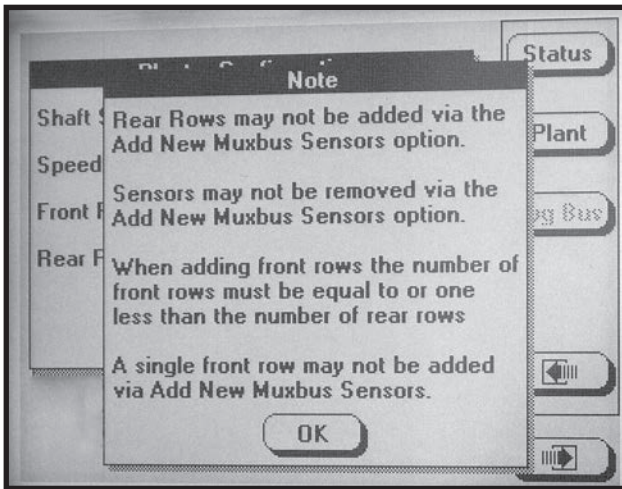 Status
Note
Shaft
Rear Rows may not be added via the
Add New Muxbus Sensors option.
Plant
Speed
Sensors may not be removed via the
Front
Add New Muxbus Sensors option.
Bus
Rear
When adding front rows the number of
front rows must be equal to or one
less than the number of rear rows
A single front row may not be added
via Add New Muxbus Sensors.
OK